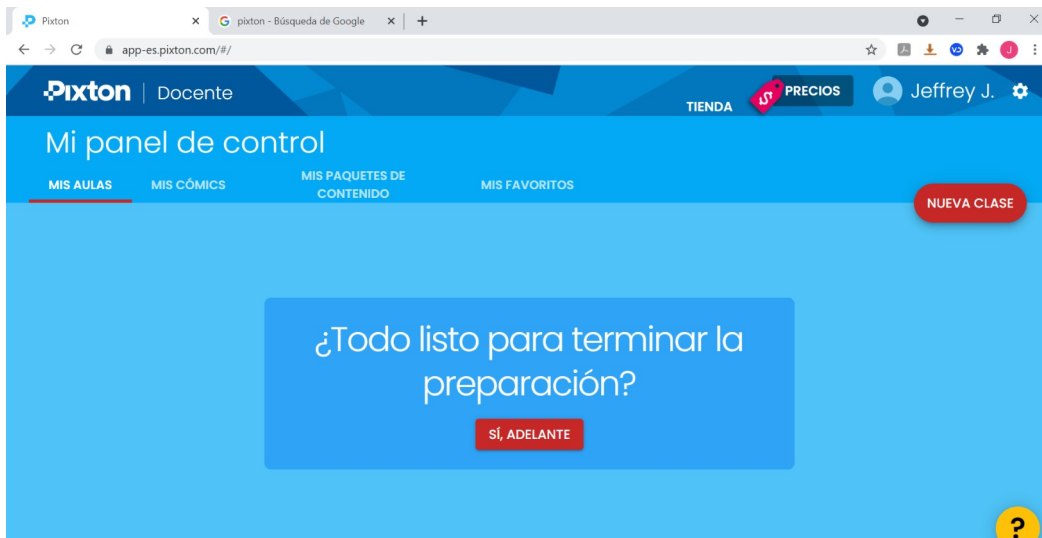 Pixton
pixton - Búsqueda de Google
app-es.pixton.com/#/
J
Pixton | Docente
TIENDA
PRECIOS
Jeffrey J.
Mi panel de control
MIS AULAS
MIS CÓMICS
MIS PAQUETES DE
CONTENIDO
MIS FAVORITOS
NUEVA CLASE
¿Todo listo para terminar la
preparación?
SÍ, ADELANTE
?